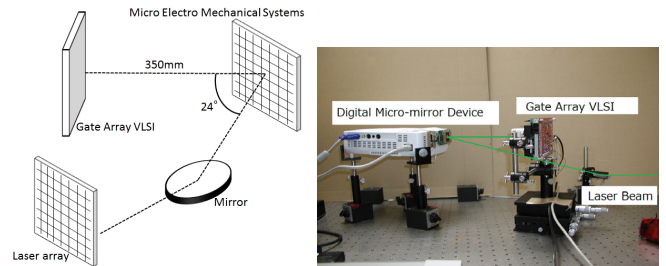 Micro Electro Mechanical Systems
350mm
24°
Gate Array VLSI
Mirror
Laser array
Digital Micro-mirror Device
Gate Array VLSI
Laser Beam